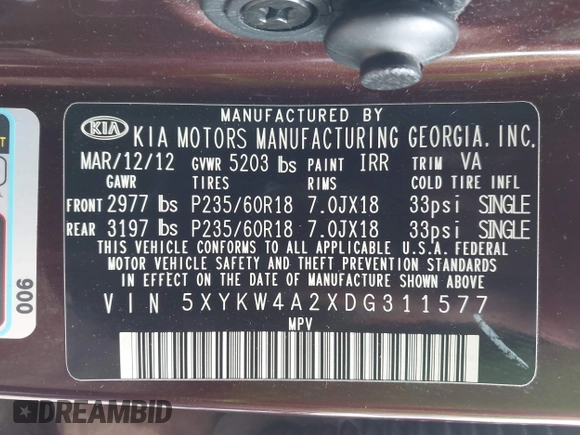 MANUFACTURED BY
KIA KIA MOTORS MANUFACTURING GEORGIA. INC.
MAR/12/12 GVWR 5203 lbs PAINT IRR TRIM VA
GAWR TIRES RIMS COLD TIRE INFL
FRONT 2977 lbs P235/60R18 7.0JX18 33psi SINGLE
REAR 3197 lbs P235/60R18 7.0JX18 33psi SINGLE
THIS VEHICLE CONFORMS TO ALL APPLICABLE U.S.A. FEDERAL
MOTOR VEHICLE SAFETY AND THEFT PREVENTION STANDARDS
IN EFFECT ON THE DATE OF MANUFACTURE SHOWN ABOVE
VIN 5XYKW4A2XDG311577
MPV
006
DREAMBID